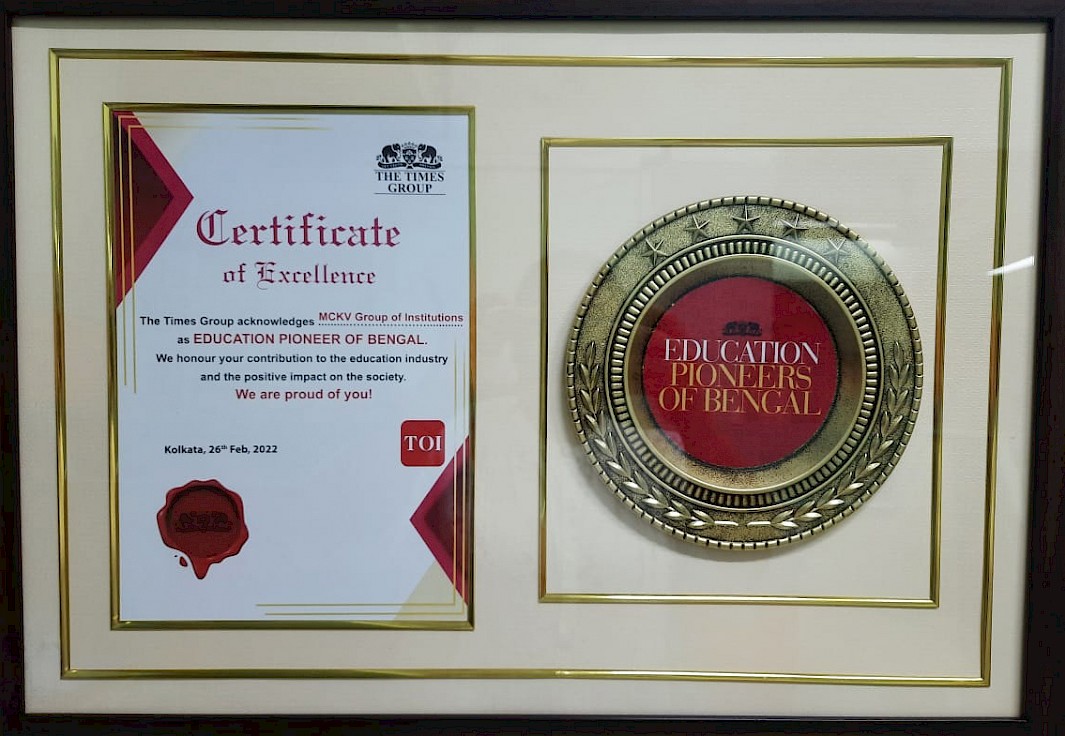 THE TIMES
GROUP
Certificate
of Excellence
The Times Group acknowledges MCKV Group of Institutions
as EDUCATION PIONEER OF BENGAL.
We honour your contribution to the education industry
and the positive impact on the society.
We are proud of you!
TOI
Kolkata, 26th Feb, 2022
EDUCATION
PIONEERS
OF BENGAL